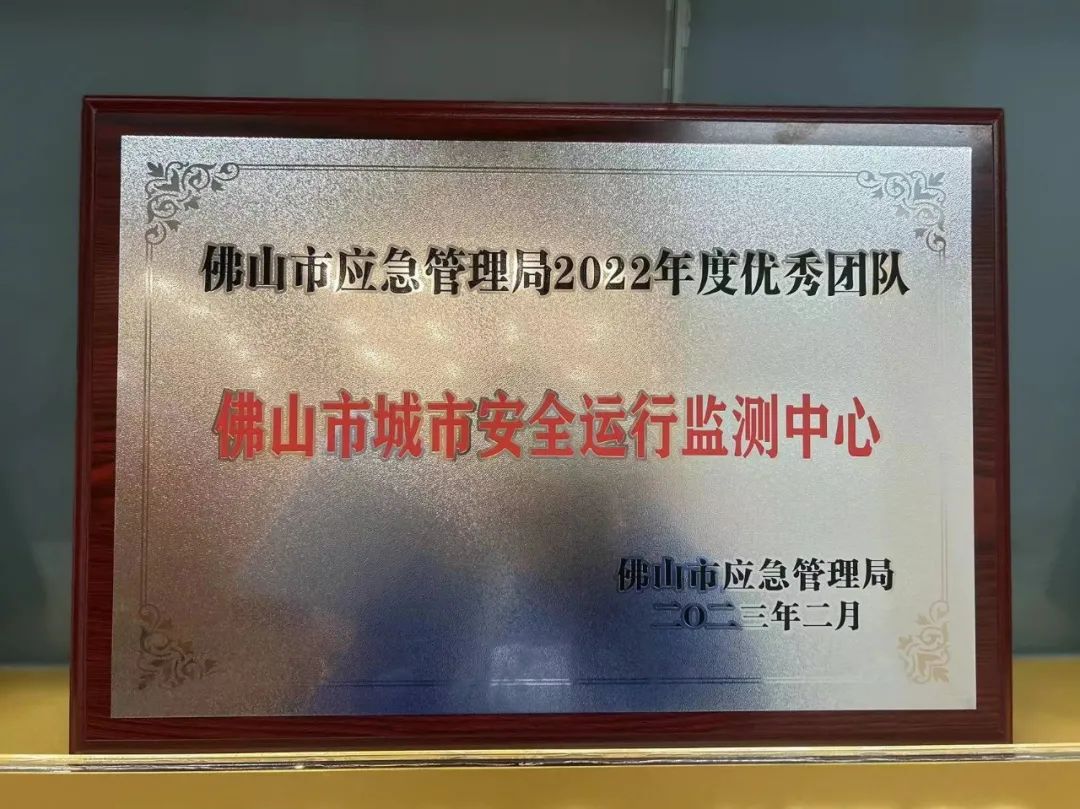 佛山市应急管理局2022年度优秀团队
佛山市城市安全运行监测中心
佛山市应急管理局
二〇二三年二月